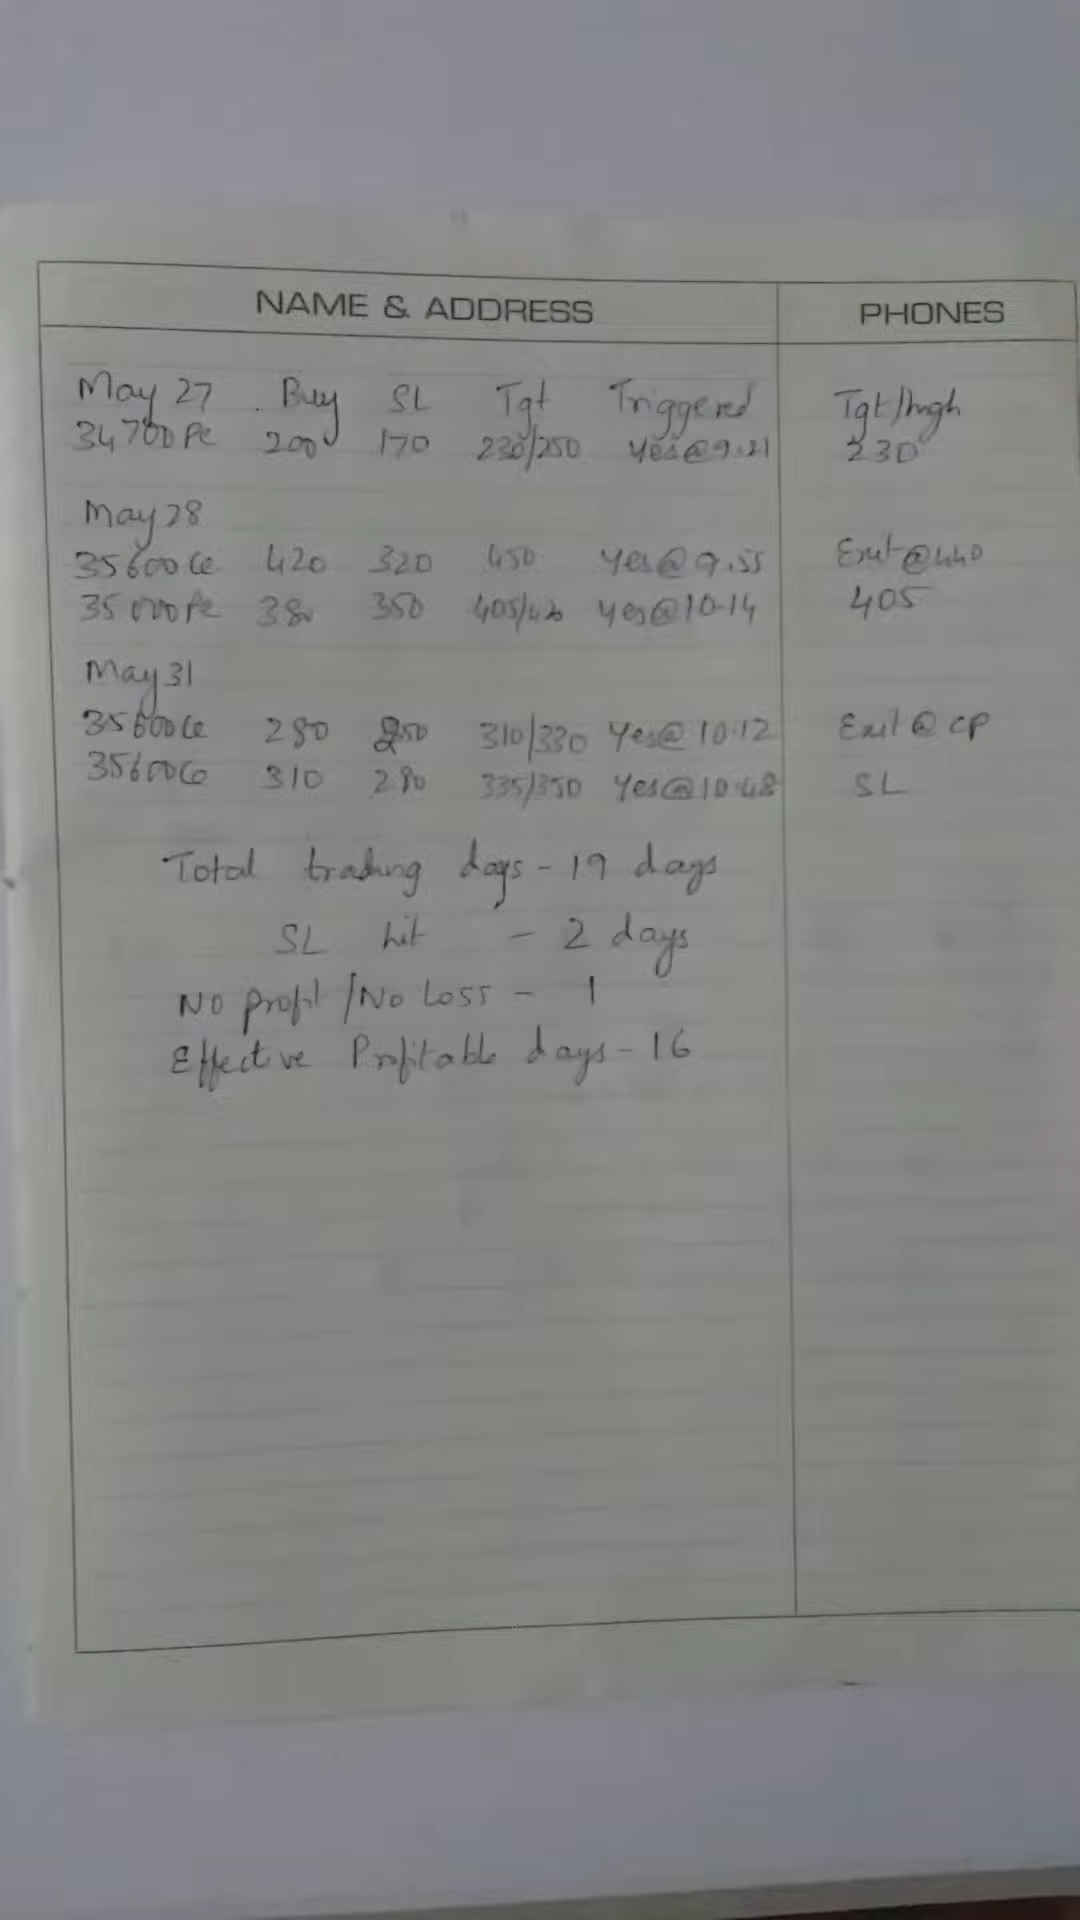 NAME & ADDRESS PHONES
May 27 . Buy SL Tgt Triggered Tgt/high
34700 Pe 200 170 230/250 Yes@9.21 230
May 28
35600 Ce 420 320 450 Yes@9.55 Exit@440
35000 Pe 380 350 405/420 Yes@10.14 405
May 31
35600 Ce 280 250 310/330 Yes@10.12 Exit @ CP
35600 Ce 310 280 335/350 Yes@10.48 SL
Total trading days - 19 days
SL hit - 2 days
No profit /No Loss - 1
Effective Profitable days - 16